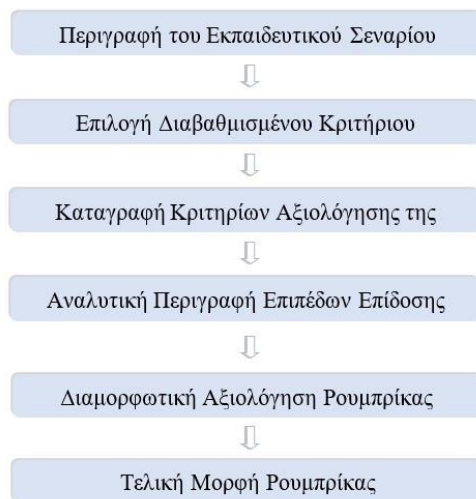 Περιγραφή του Εκπαιδευτικού Σεναρίου
Επιλογή Διαβαθμισμένου Κριτήριου
Καταγραφή Κριτηρίων Αξιολόγησης της
Αναλυτική Περιγραφή Επιπέδων Επίδοσης
Διαμορφωτική Αξιολόγηση Ρουμπρίκας
Τελική Μορφή Ρουμπρίκας